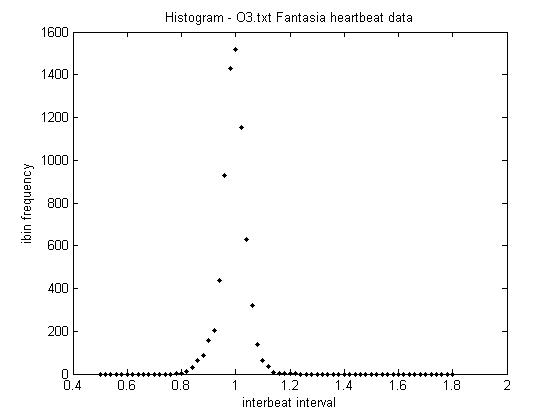 Histogram - O3.txt Fantasia heartbeat data
1600
1400
1200
1000
800
600
400
200
0
ibin frequency
0.4 0.6 0.8 1 1.2 1.4 1.6 1.8 2
interbeat interval